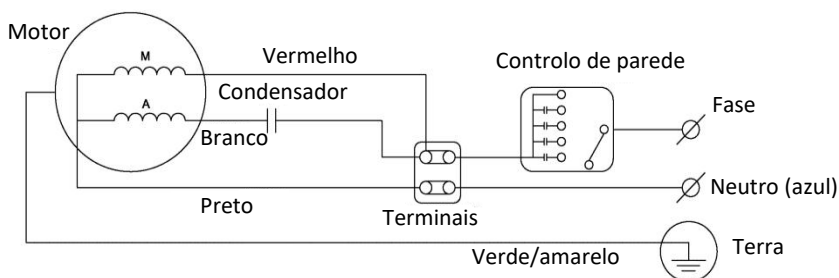 Motor
M
Vermelho
Controlo de parede
Condensador
Fase
A
Branco
Neutro (azul)
Preto
Terminais
Verde/amarelo
Terra